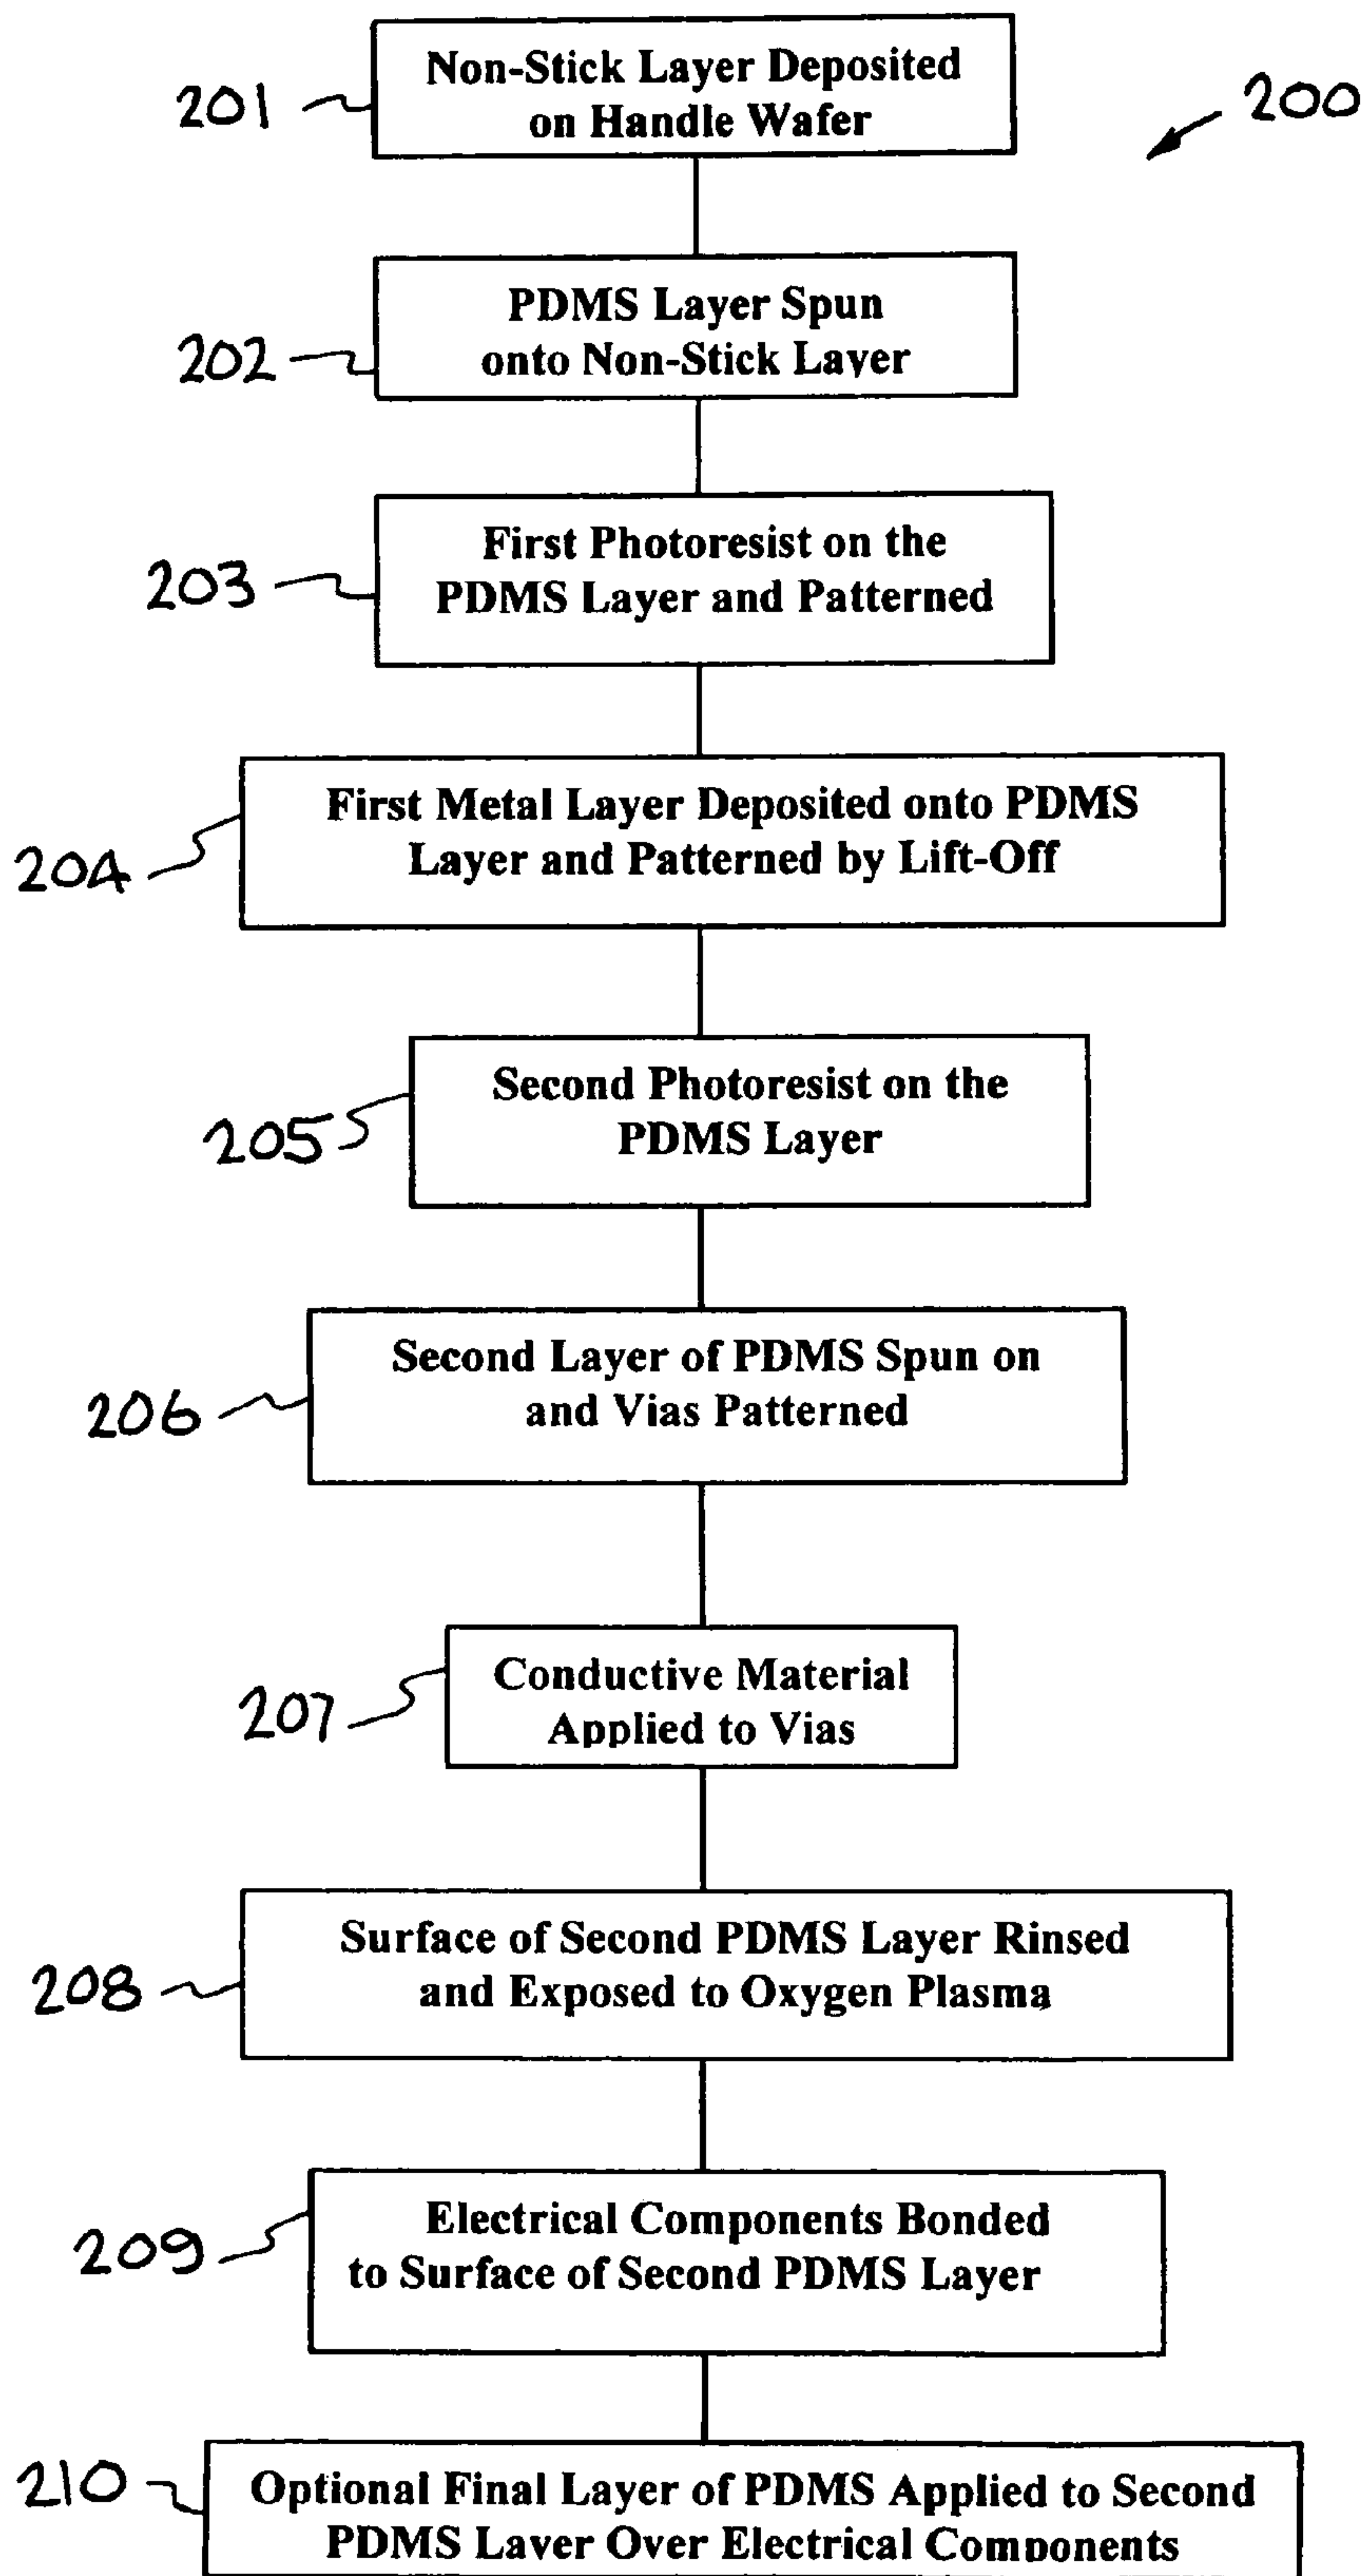 200
201
Non-Stick Layer Deposited
on Handle Wafer
202
PDMS Layer Spun
onto Non-Stick Layer
203
First Photoresist on the
PDMS Layer and Patterned
204
First Metal Layer Deposited onto PDMS
Layer and Patterned by Lift-Off
205
Second Photoresist on the
PDMS Layer
206
Second Layer of PDMS Spun on
and Vias Patterned
207
Conductive Material
Applied to Vias
208
Surface of Second PDMS Layer Rinsed
and Exposed to Oxygen Plasma
209
Electrical Components Bonded
to Surface of Second PDMS Layer
210
Optional Final Layer of PDMS Applied to Second
PDMS Layer Over Electrical Components